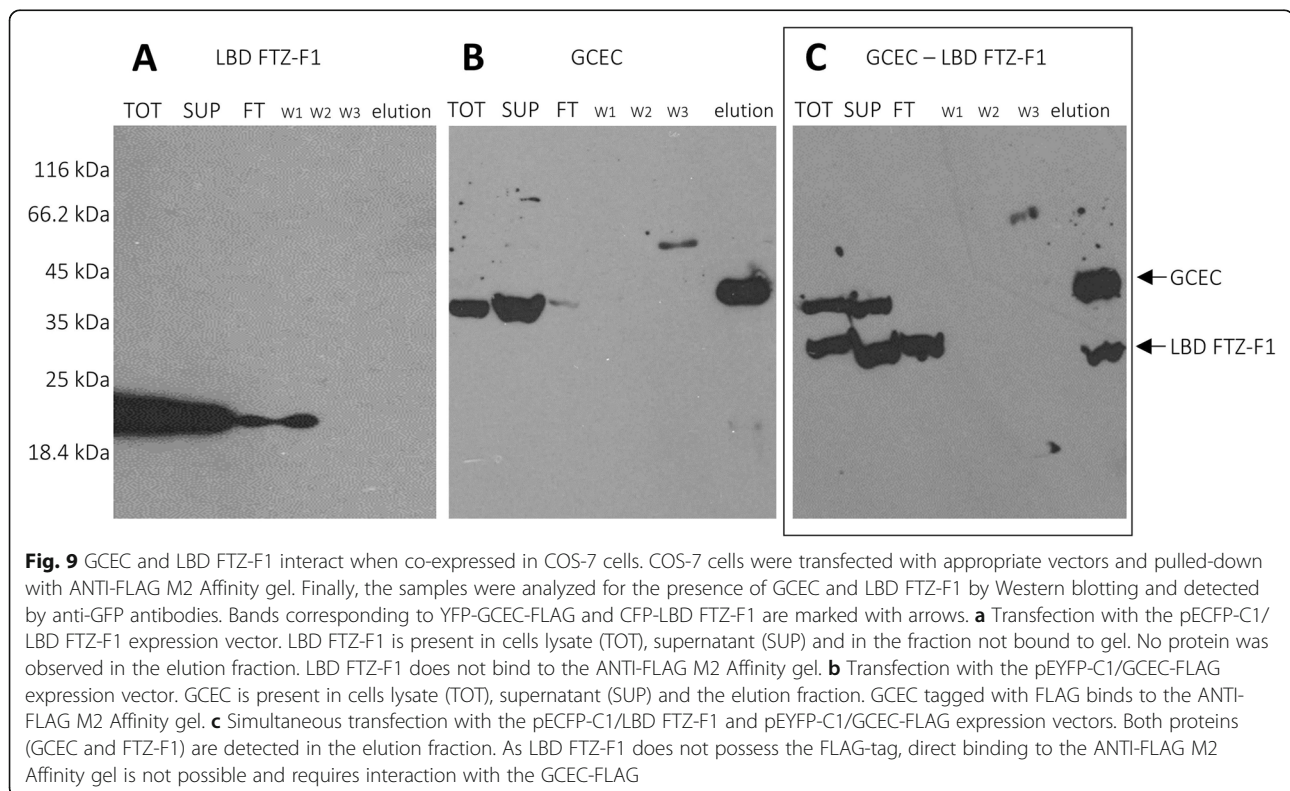 A
LBD FTZ-F1
B
GCEC
C
GCEC – LBD FTZ-F1
TOT SUP FT W1 W2 W3 elution
TOT SUP FT W1 W2 W3 elution
TOT SUP FT W1 W2 W3 elution
116 kDa
66.2 kDa
45 kDa
35 kDa
25 kDa
18.4 kDa
GCEC
LBD FTZ-F1
Fig. 9 GCEC and LBD FTZ-F1 interact when co-expressed in COS-7 cells. COS-7 cells were transfected with appropriate vectors and pulled-down
with ANTI-FLAG M2 Affinity gel. Finally, the samples were analyzed for the presence of GCEC and LBD FTZ-F1 by Western blotting and detected
by anti-GFP antibodies. Bands corresponding to YFP-GCEC-FLAG and CFP-LBD FTZ-F1 are marked with arrows. a Transfection with the pECFP-C1/
LBD FTZ-F1 expression vector. LBD FTZ-F1 is present in cells lysate (TOT), supernatant (SUP) and in the fraction not bound to gel. No protein was
observed in the elution fraction. LBD FTZ-F1 does not bind to the ANTI-FLAG M2 Affinity gel. b Transfection with the pEYFP-C1/GCEC-FLAG
expression vector. GCEC is present in cells lysate (TOT), supernatant (SUP) and the elution fraction. GCEC tagged with FLAG binds to the ANTI-
FLAG M2 Affinity gel. c Simultaneous transfection with the pECFP-C1/LBD FTZ-F1 and pEYFP-C1/GCEC-FLAG expression vectors. Both proteins
(GCEC and FTZ-F1) are detected in the elution fraction. As LBD FTZ-F1 does not possess the FLAG-tag, direct binding to the ANTI-FLAG M2
Affinity gel is not possible and requires interaction with the GCEC-FLAG